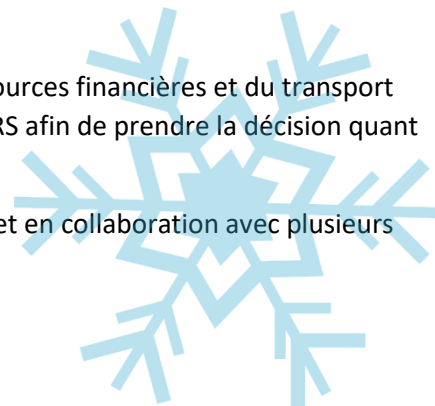 ources financières et du transport
RS afin de prendre la décision quant
et en collaboration avec plusieurs